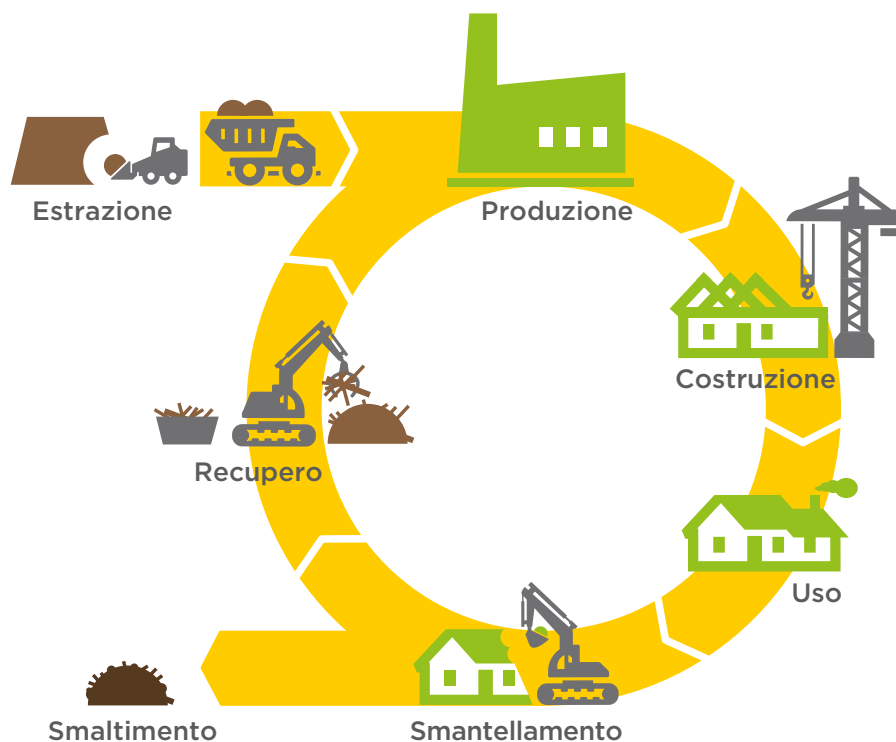 Estrazione
Produzione
Costruzione
Recupero
Uso
Smaltimento
Smantellamento